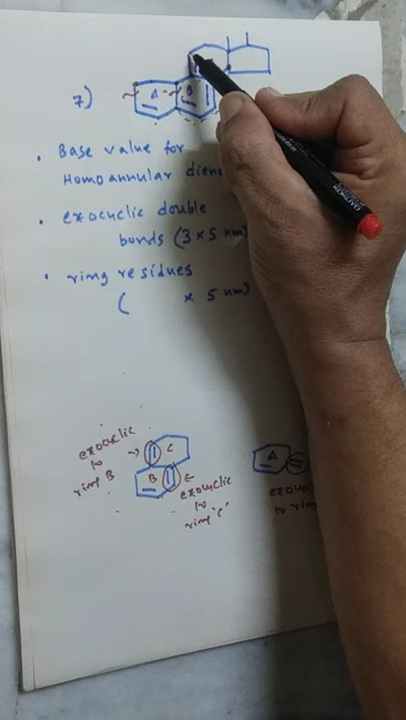 7)
A
B
• Base value for
Homoannular diene
• exocyclic double
bonds (3 × 5 nm)
• ring residues
( × 5 nm)
exocyclic
to
ring B
C
B
exocyclic
to
ring 'c'
A
exocyclic
to ring